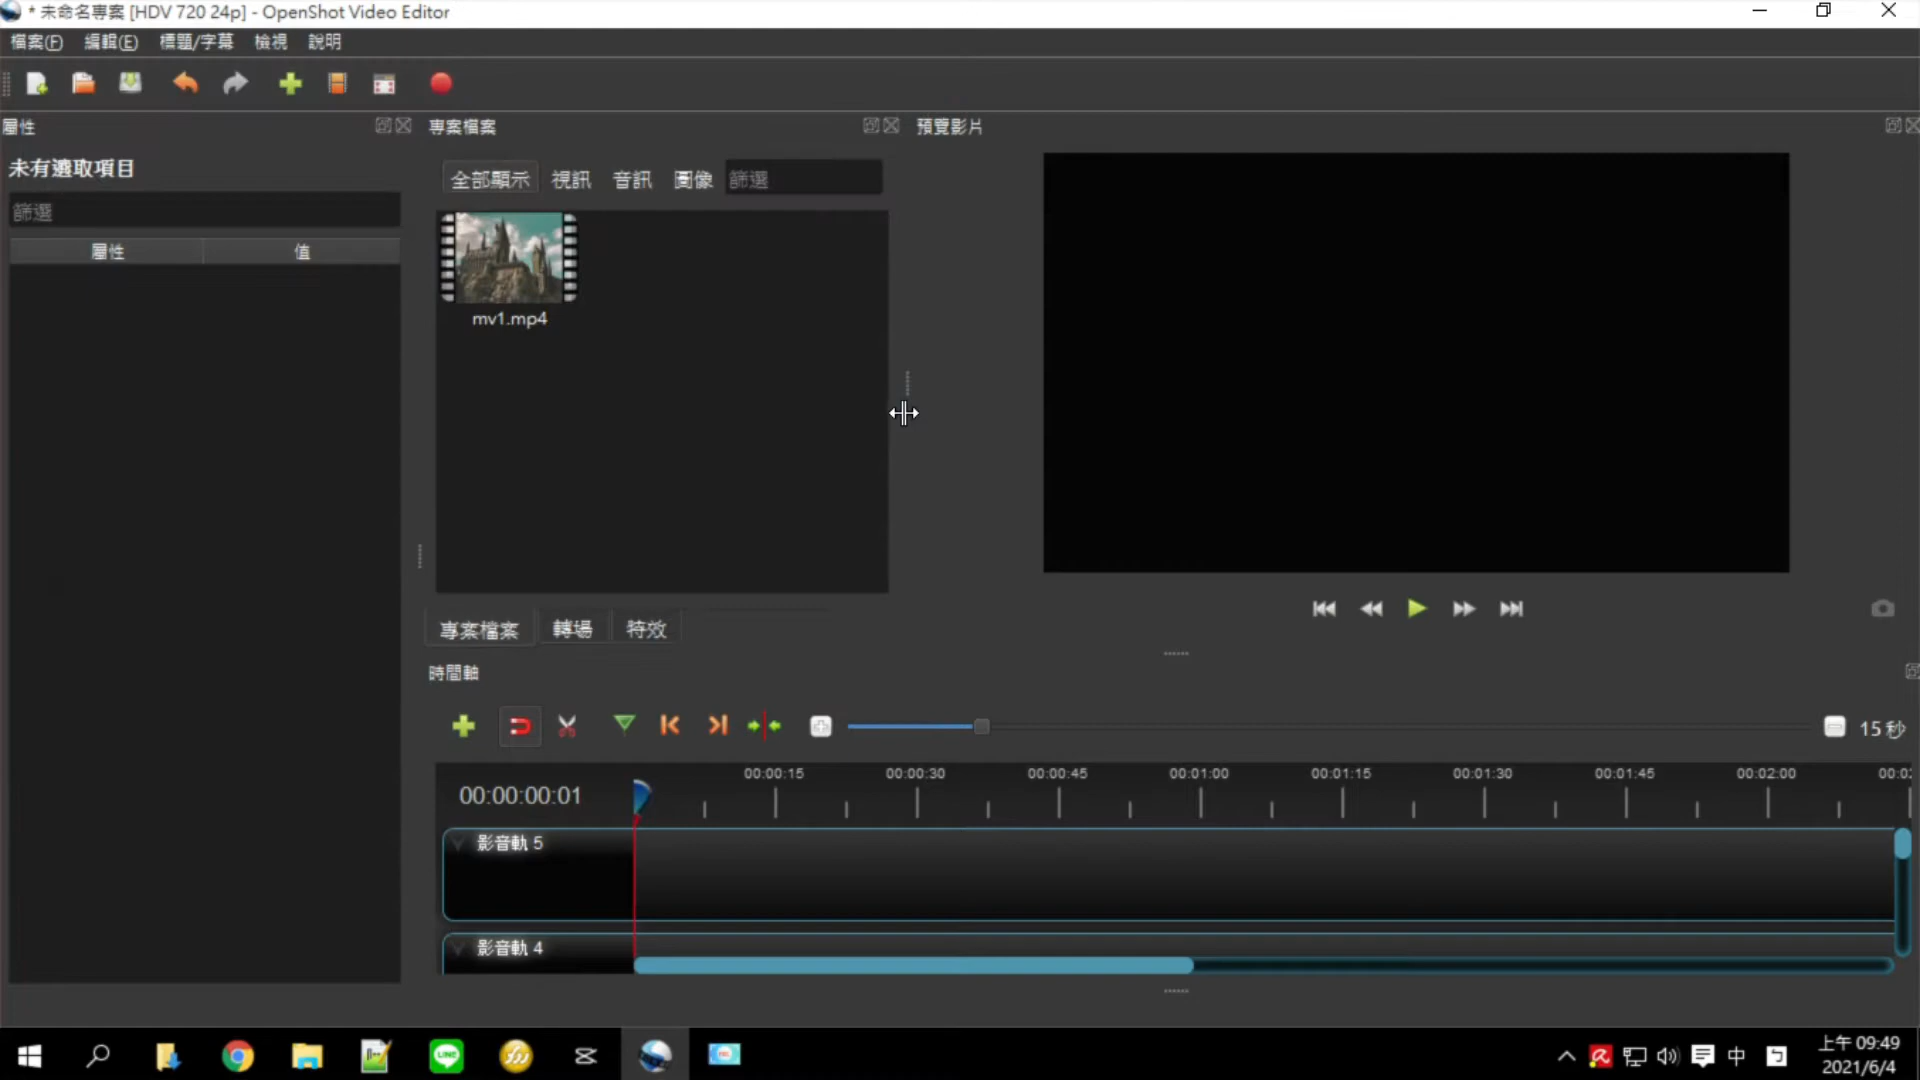 * 未命名專案 [HDV 720 24p] - OpenShot Video Editor
檔案(F) 編輯(E) 標題/字幕 檢視 說明
屬性
專案檔案
預覽影片
未有選取項目
全部顯示 視訊 音訊 圖像 篩選
篩選
屬性 值
mv1.mp4
專案檔案 轉場 特效
時間軸
15 秒
00:00:15 00:00:30 00:00:45 00:01:00 00:01:15 00:01:30 00:01:45 00:02:00
00:00:00:01
影音軌 5
影音軌 4
LINE
中
上午 09:49
2021/6/4